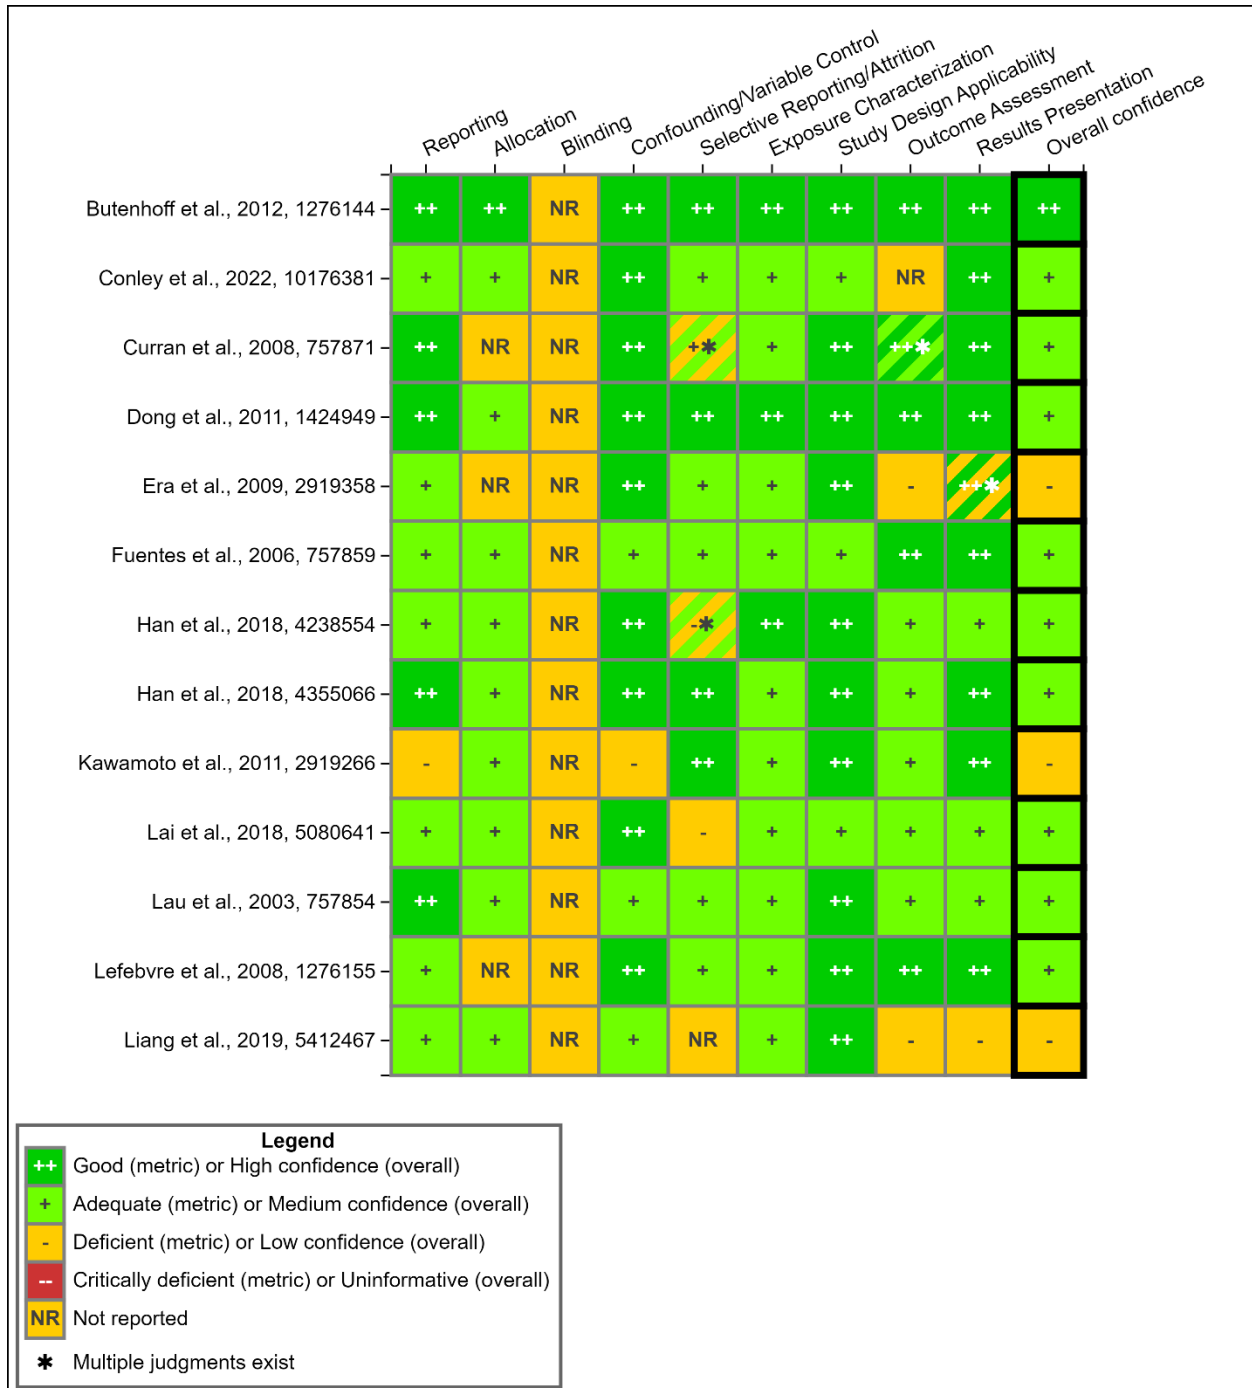 Reporting
Allocation
Blinding
Confounding/Variable Control
Selective Reporting/Attrition
Exposure Characterization
Study Design Applicability
Outcome Assessment
Results Presentation
Overall confidence
Butenhoff et al., 2012, 1276144 ++ ++ NR ++ ++ ++ ++ ++ ++ ++
Conley et al., 2022, 10176381 + + NR ++ + + + NR ++ +
Curran et al., 2008, 757871 ++ NR NR ++ +✱ + ++ ++✱ ++ +
Dong et al., 2011, 1424949 ++ + NR ++ ++ ++ ++ ++ ++ +
Era et al., 2009, 2919358 + NR NR ++ + + ++ - ++✱ -
Fuentes et al., 2006, 757859 + + NR + + + + ++ ++ +
Han et al., 2018, 4238554 + + NR ++ -✱ ++ ++ + + +
Han et al., 2018, 4355066 ++ + NR ++ ++ + ++ + ++ +
Kawamoto et al., 2011, 2919266 - + NR - ++ + ++ + ++ -
Lai et al., 2018, 5080641 + + NR ++ - + + + + +
Lau et al., 2003, 757854 ++ + NR + + + ++ + + +
Lefebvre et al., 2008, 1276155 + NR NR ++ + + ++ ++ ++ +
Liang et al., 2019, 5412467 + + NR + NR + ++ - - -
Legend
++ Good (metric) or High confidence (overall)
+ Adequate (metric) or Medium confidence (overall)
- Deficient (metric) or Low confidence (overall)
-- Critically deficient (metric) or Uninformative (overall)
NR Not reported
✱ Multiple judgments exist